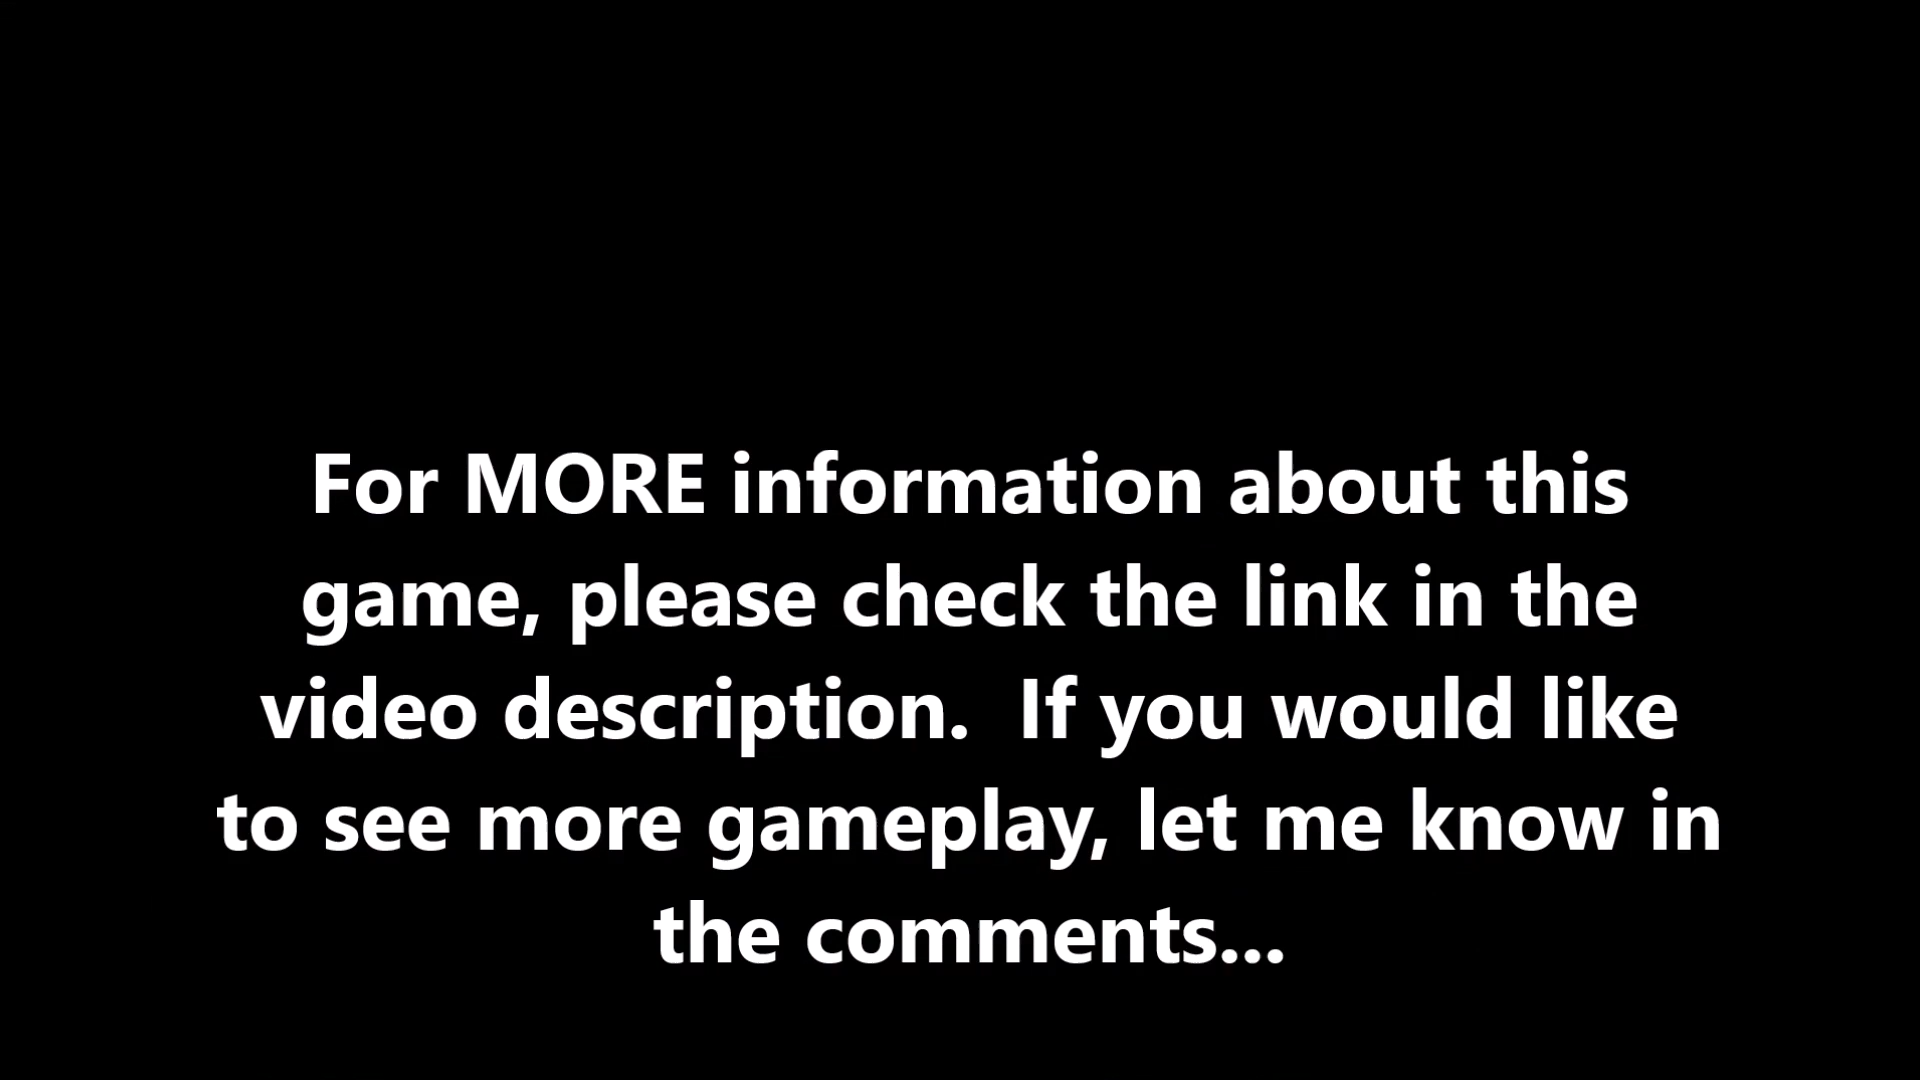 For MORE information about this
game, please check the link in the
video description.  If you would like
to see more gameplay, let me know in
the comments...